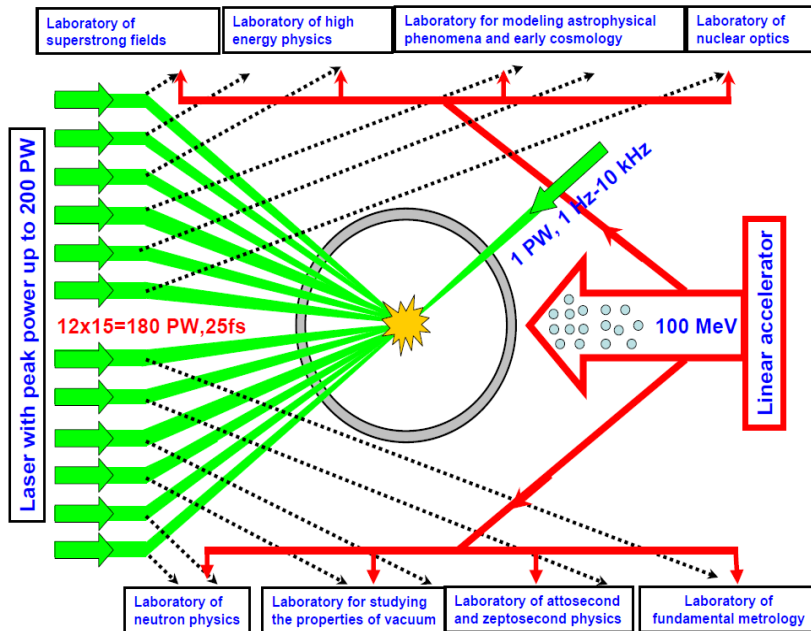 Laboratory of
superstrong fields
Laboratory of high
energy physics
Laboratory for modeling astrophysical
phenomena and early cosmology
Laboratory of
nuclear optics
Laser with peak power up to 200 PW
1 PW, 1 Hz-10 kHz
12x15=180 PW,25fs
100 MeV
Linear accelerator
Laboratory of
neutron physics
Laboratory for studying
the properties of vacuum
Laboratory of attosecond
and zeptosecond physics
Laboratory of
fundamental metrology